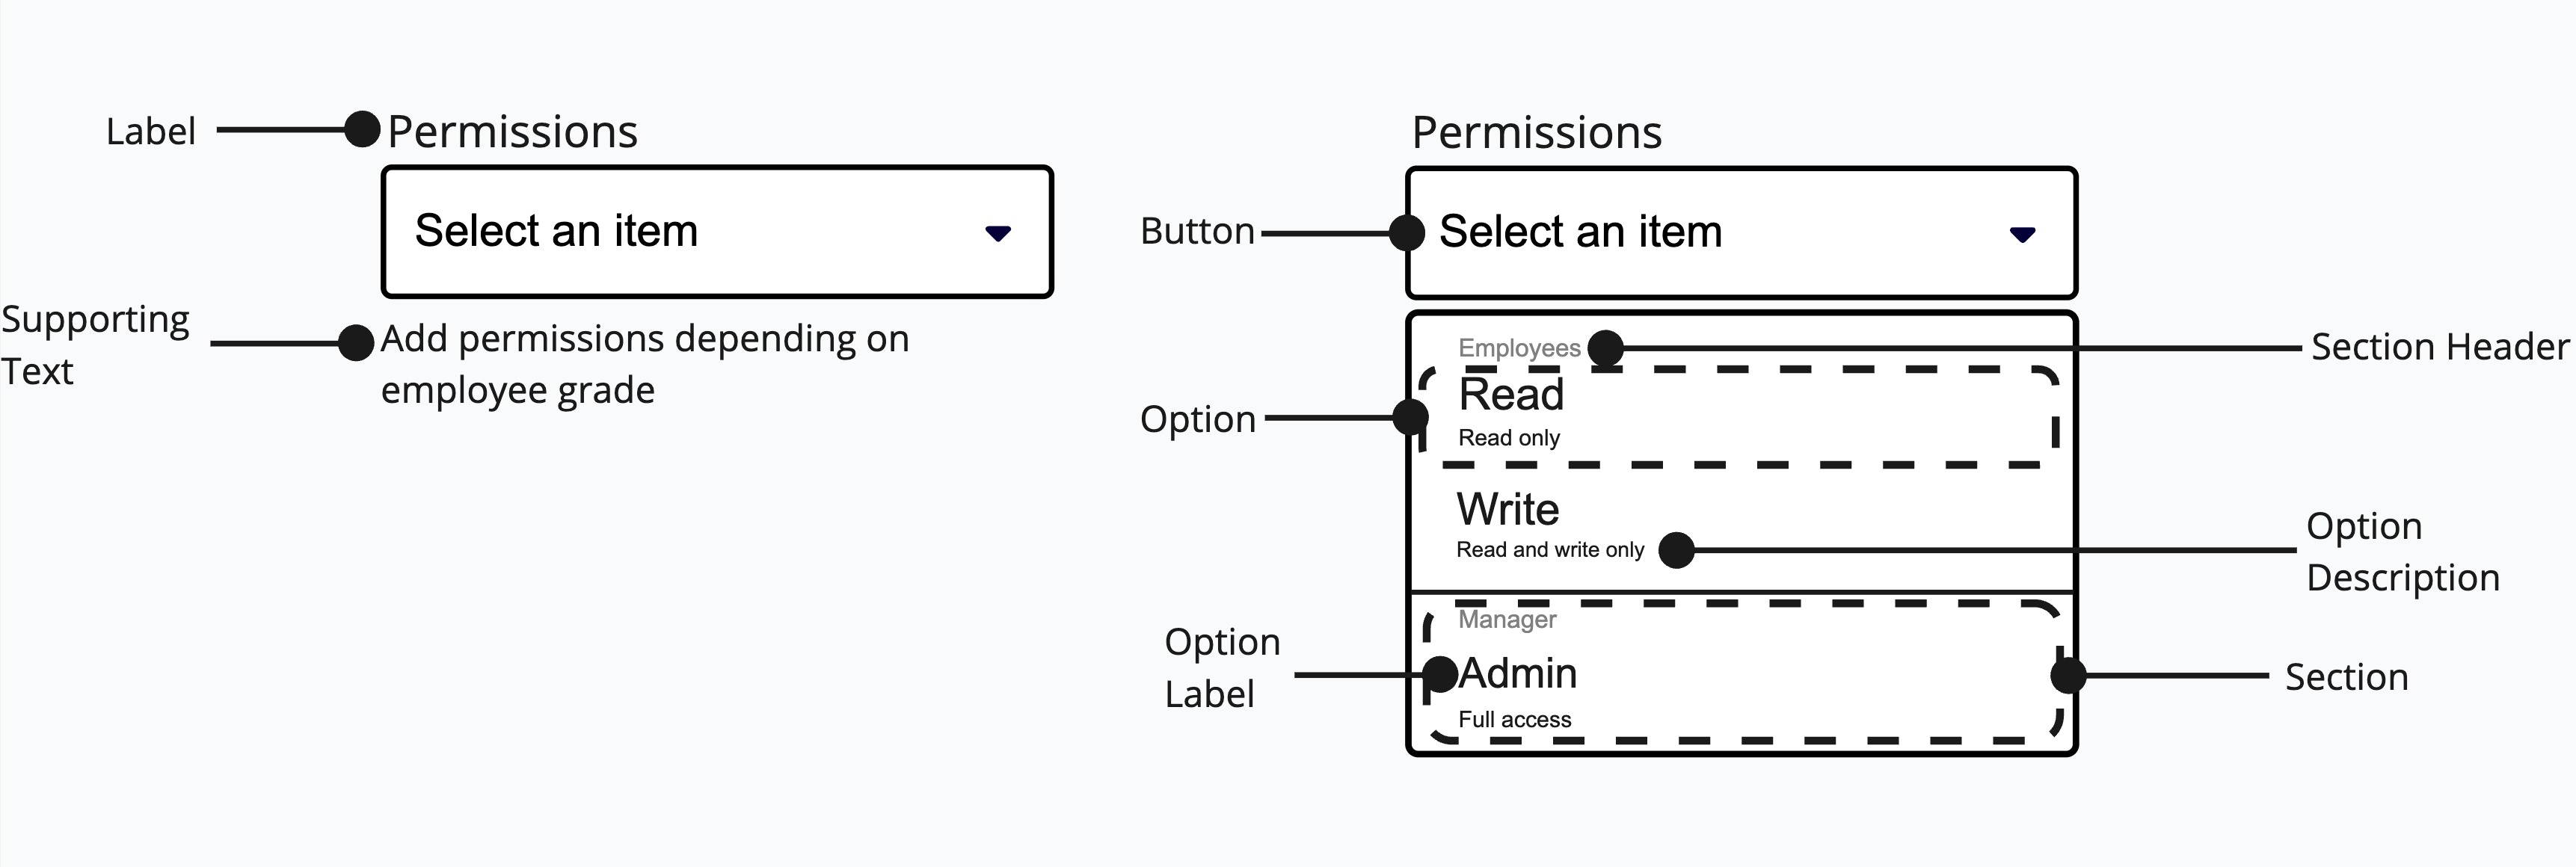 Label
Permissions
Select an item
Supporting
Text
Add permissions depending on
employee grade
Permissions
Button
Select an item
Employees
Section Header
Option
Read
Read only
Write
Read and write only
Option
Description
Manager
Option
Label
Admin
Section
Full access